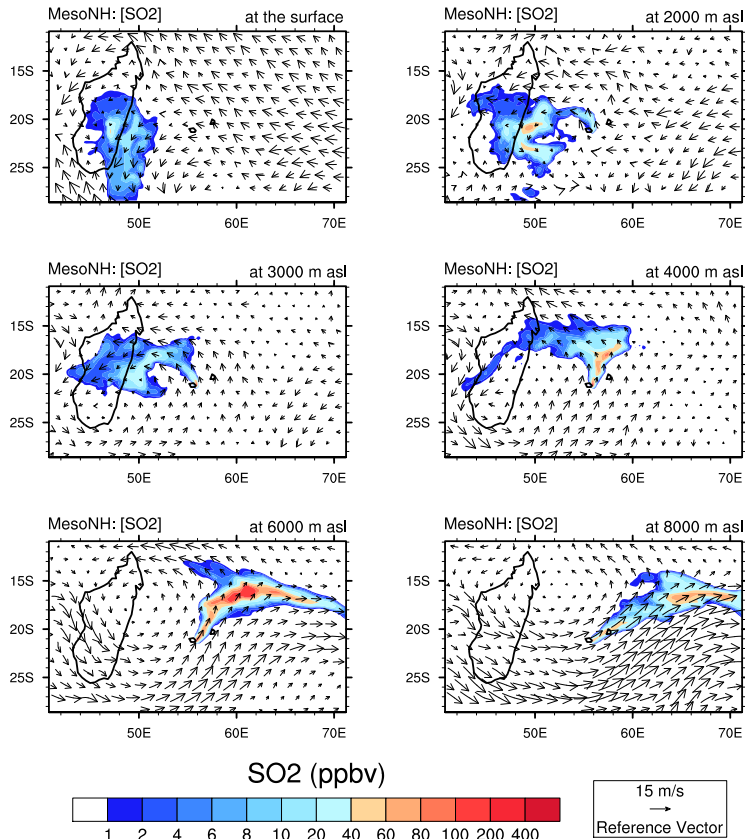 MesoNH: [SO2] at the surface
MesoNH: [SO2] at 2000 m asl
15S
20S
25S
15S
20S
25S
50E 60E 70E
50E 60E 70E
MesoNH: [SO2] at 3000 m asl
MesoNH: [SO2] at 4000 m asl
15S
20S
25S
15S
20S
25S
50E 60E 70E
50E 60E 70E
MesoNH: [SO2] at 6000 m asl
MesoNH: [SO2] at 8000 m asl
15S
20S
25S
15S
20S
25S
50E 60E 70E
50E 60E 70E
SO2 (ppbv)
1 2 4 6 8 10 20 40 60 80 100 200 400
15 m/s
Reference Vector